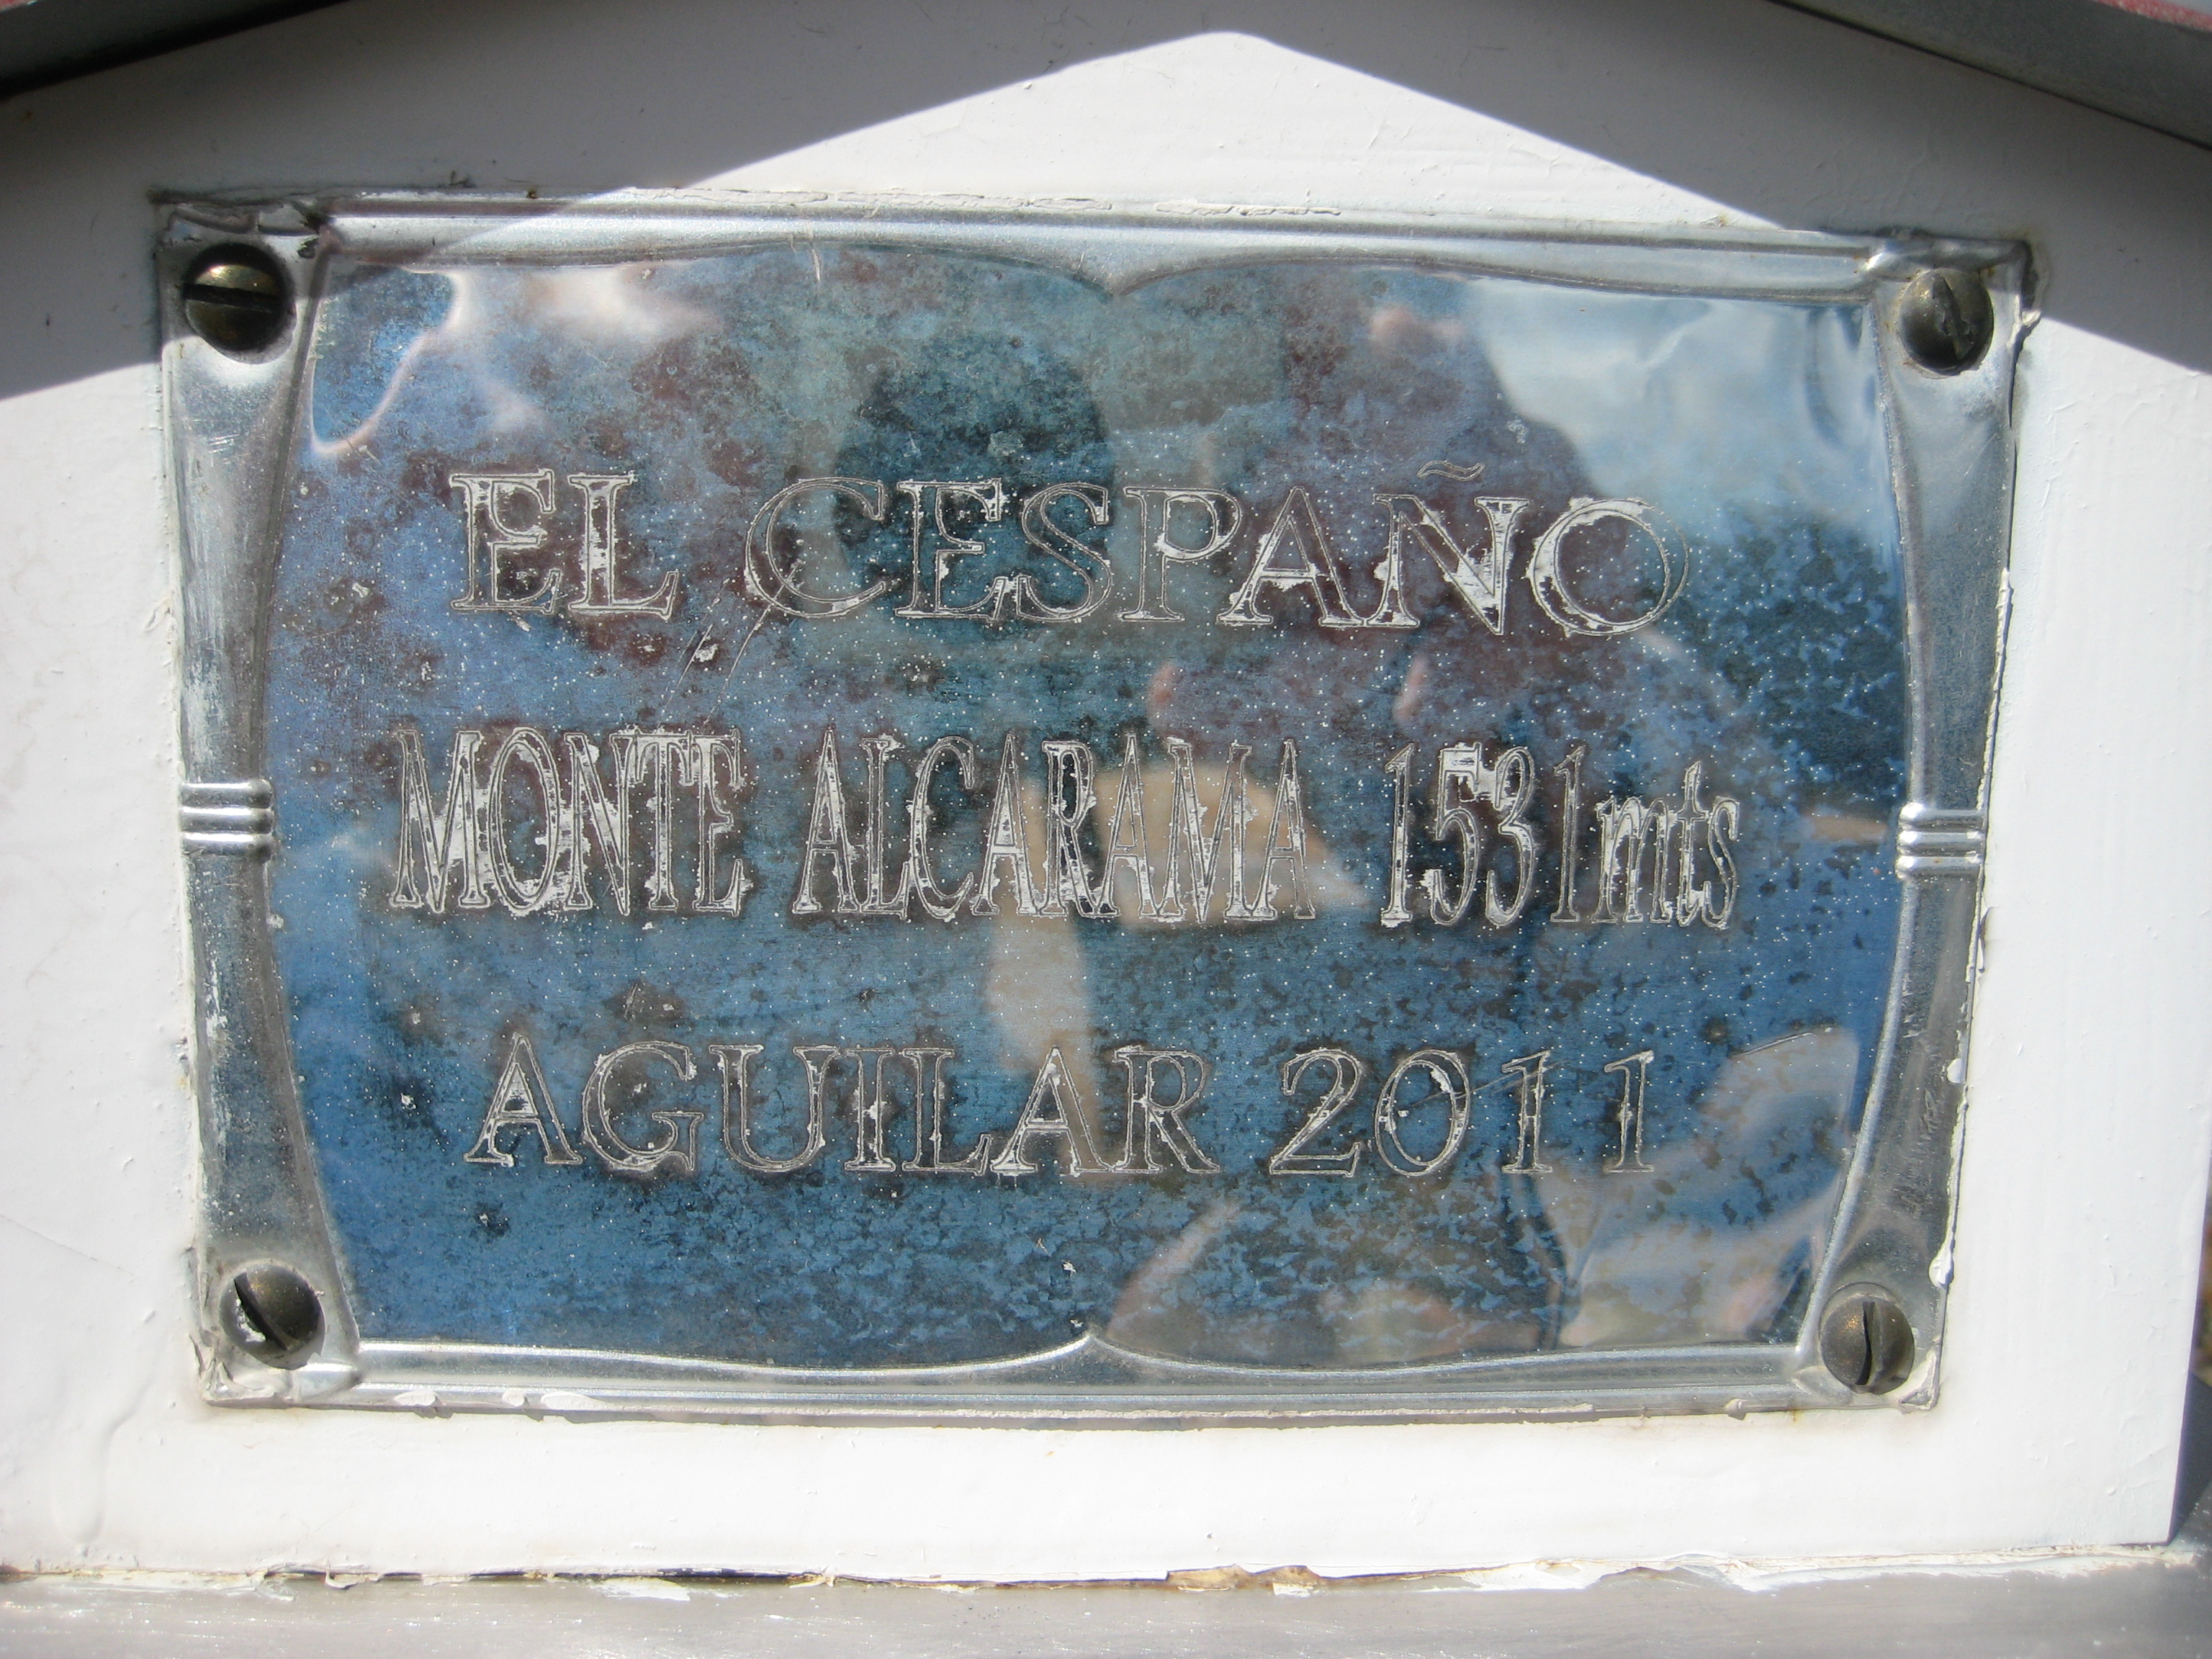 EL CESPAÑO
MONTE ALCARAMA 1531mts
AGUILAR 2011